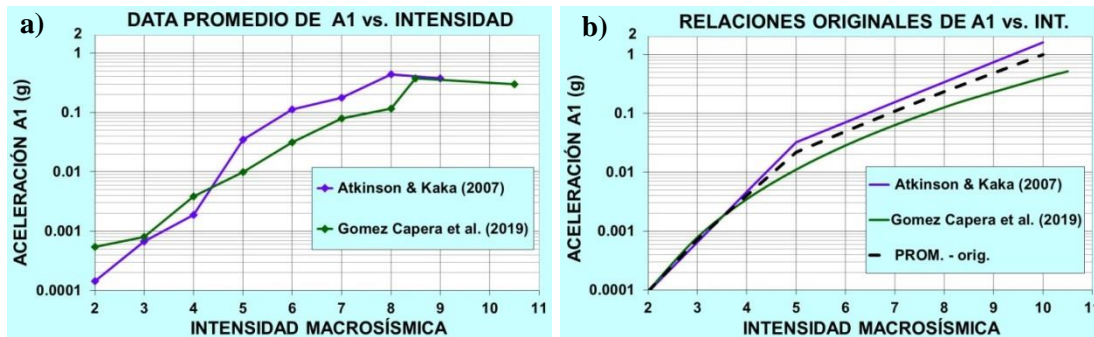 a)
DATA PROMEDIO DE A1 vs. INTENSIDAD
ACELERACIÓN A1 (g)
2
1
0.1
0.01
0.001
0.0001
Atkinson & Kaka (2007)
Gomez Capera et al. (2019)
2 3 4 5 6 7 8 9 10 11
INTENSIDAD MACROSÍSMICA
b)
RELACIONES ORIGINALES DE A1 vs. INT.
ACELERACIÓN A1 (g)
2
1
0.1
0.01
0.001
0.0001
Atkinson & Kaka (2007)
Gomez Capera et al. (2019)
PROM. - orig.
2 3 4 5 6 7 8 9 10 11
INTENSIDAD MACROSÍSMICA